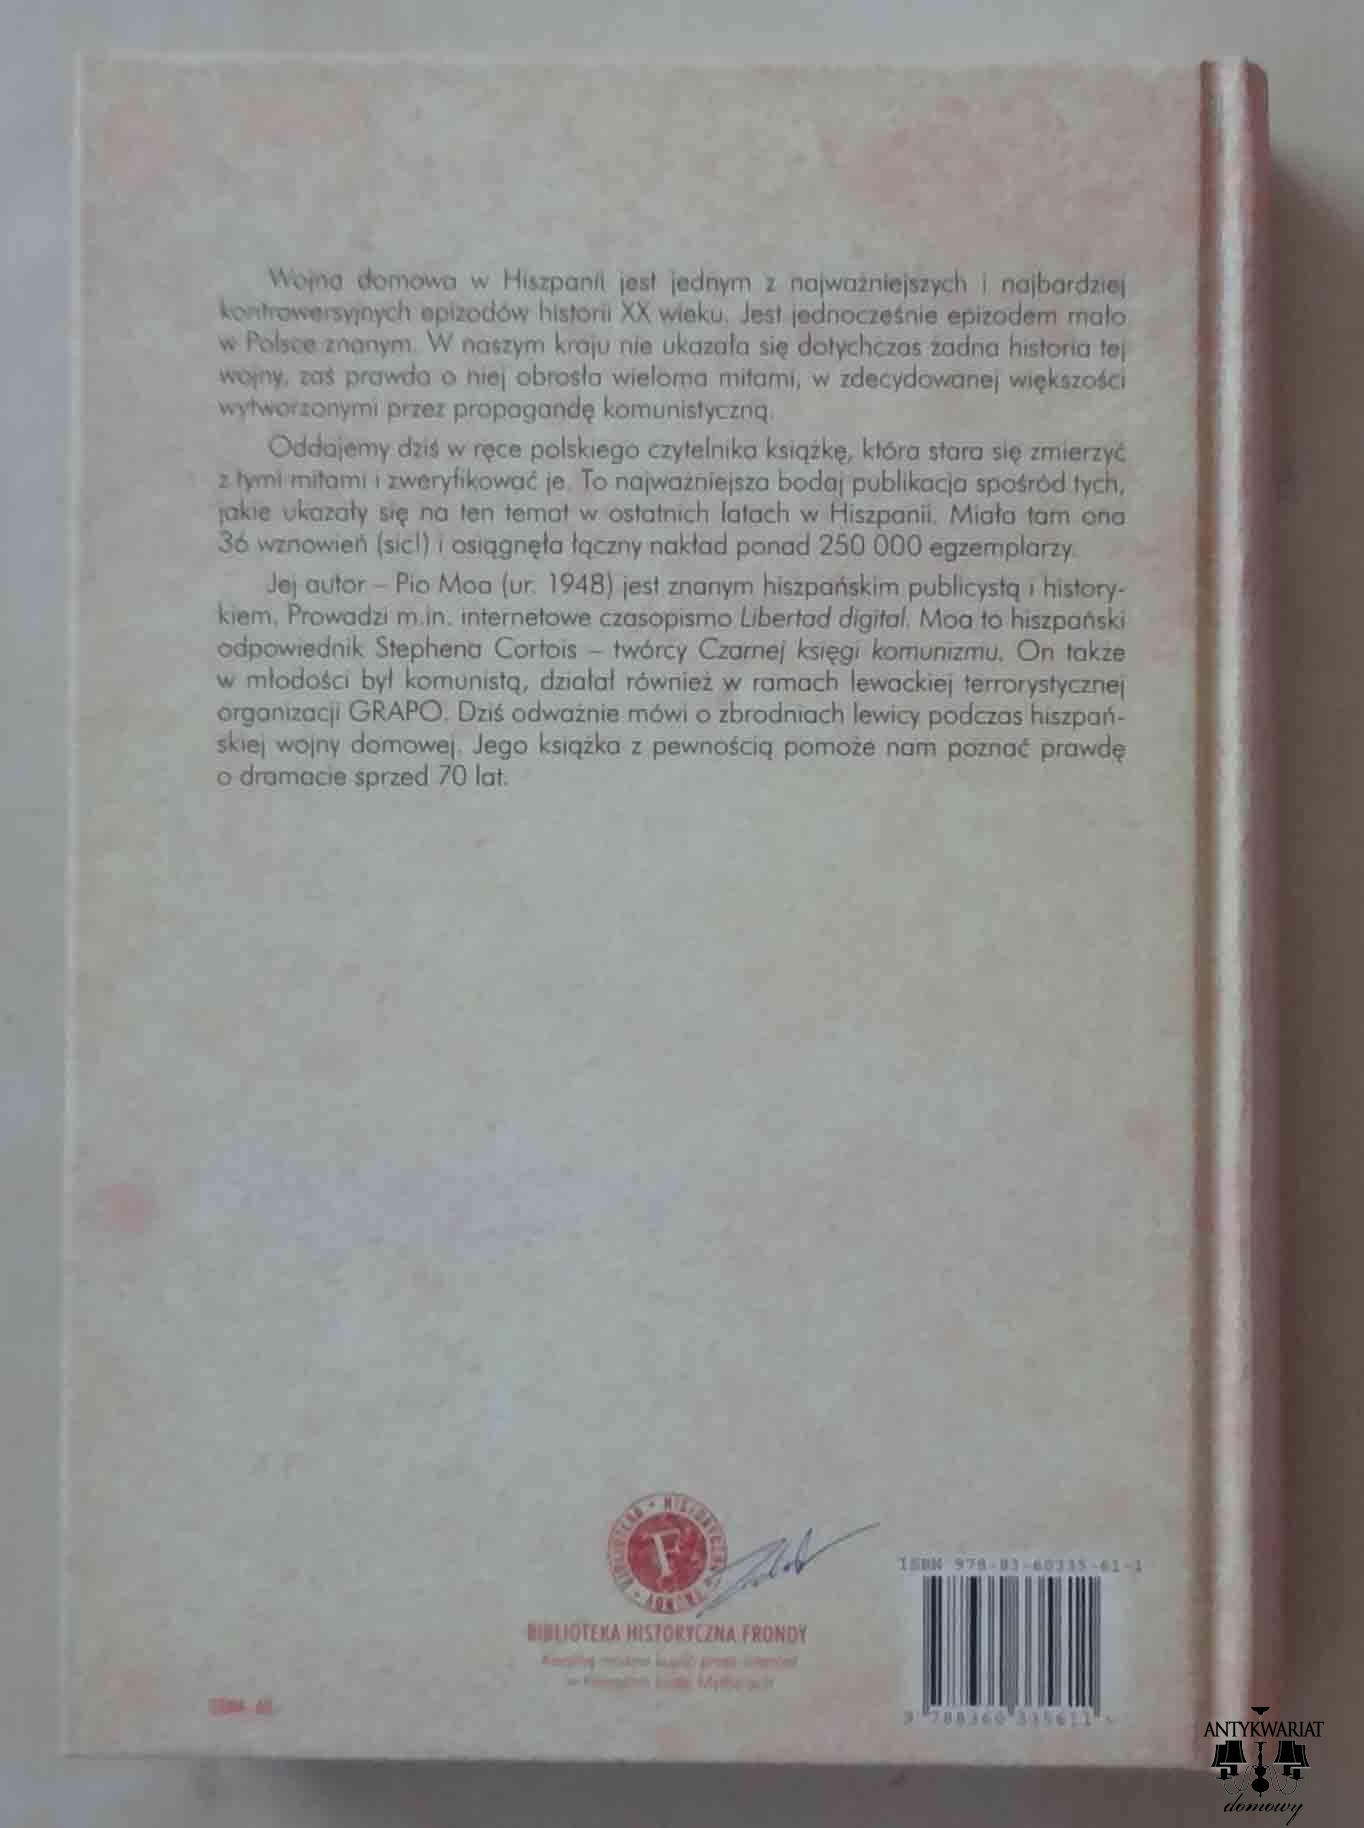 Wojna domowa w Hiszpanii jest jednym z najważniejszych i najbardziej
kontrowersyjnych epizodów historii XX wieku. Jest jednocześnie epizodem mało
w Polsce znanym. W naszym kraju nie ukazała się dotychczas żadna historia tej
wojny, zaś prawda o niej obrosła wieloma mitami, w zdecydowanej większości
wytworzonymi przez propagandę komunistyczną.
Oddajemy dziś w ręce polskiego czytelnika książkę, która stara się zmierzyć
z tymi mitami i zweryfikować je. To najważniejsza bodaj publikacja spośród tych,
jakie ukazały się na ten temat w ostatnich latach w Hiszpanii. Miała tam ona
36 wznowień (sic!) i osiągnęła łączny nakład ponad 250 000 egzemplarzy.
Jej autor – Pio Moa (ur. 1948) jest znanym hiszpańskim publicystą i history-
kiem. Prowadzi m.in. internetowe czasopismo Libertad digital. Moa to hiszpański
odpowiednik Stephena Cortois – twórcy Czarnej księgi komunizmu. On także
w młodości był komunistą, działał również w ramach lewackiej terrorystycznej
organizacji GRAPO. Dziś odważnie mówi o zbrodniach lewicy podczas hiszpań-
skiej wojny domowej. Jego książka z pewnością pomoże nam poznać prawdę
o dramacie sprzed 70 lat.
BIBLIOTEKA • HISTORYCZNA FRONDY •
F
ISBN 978-83-60335-61-1
BIBLIOTEKA HISTORYCZNA FRONDY
9 788360 335611
ANTYKWARIAT
domowy